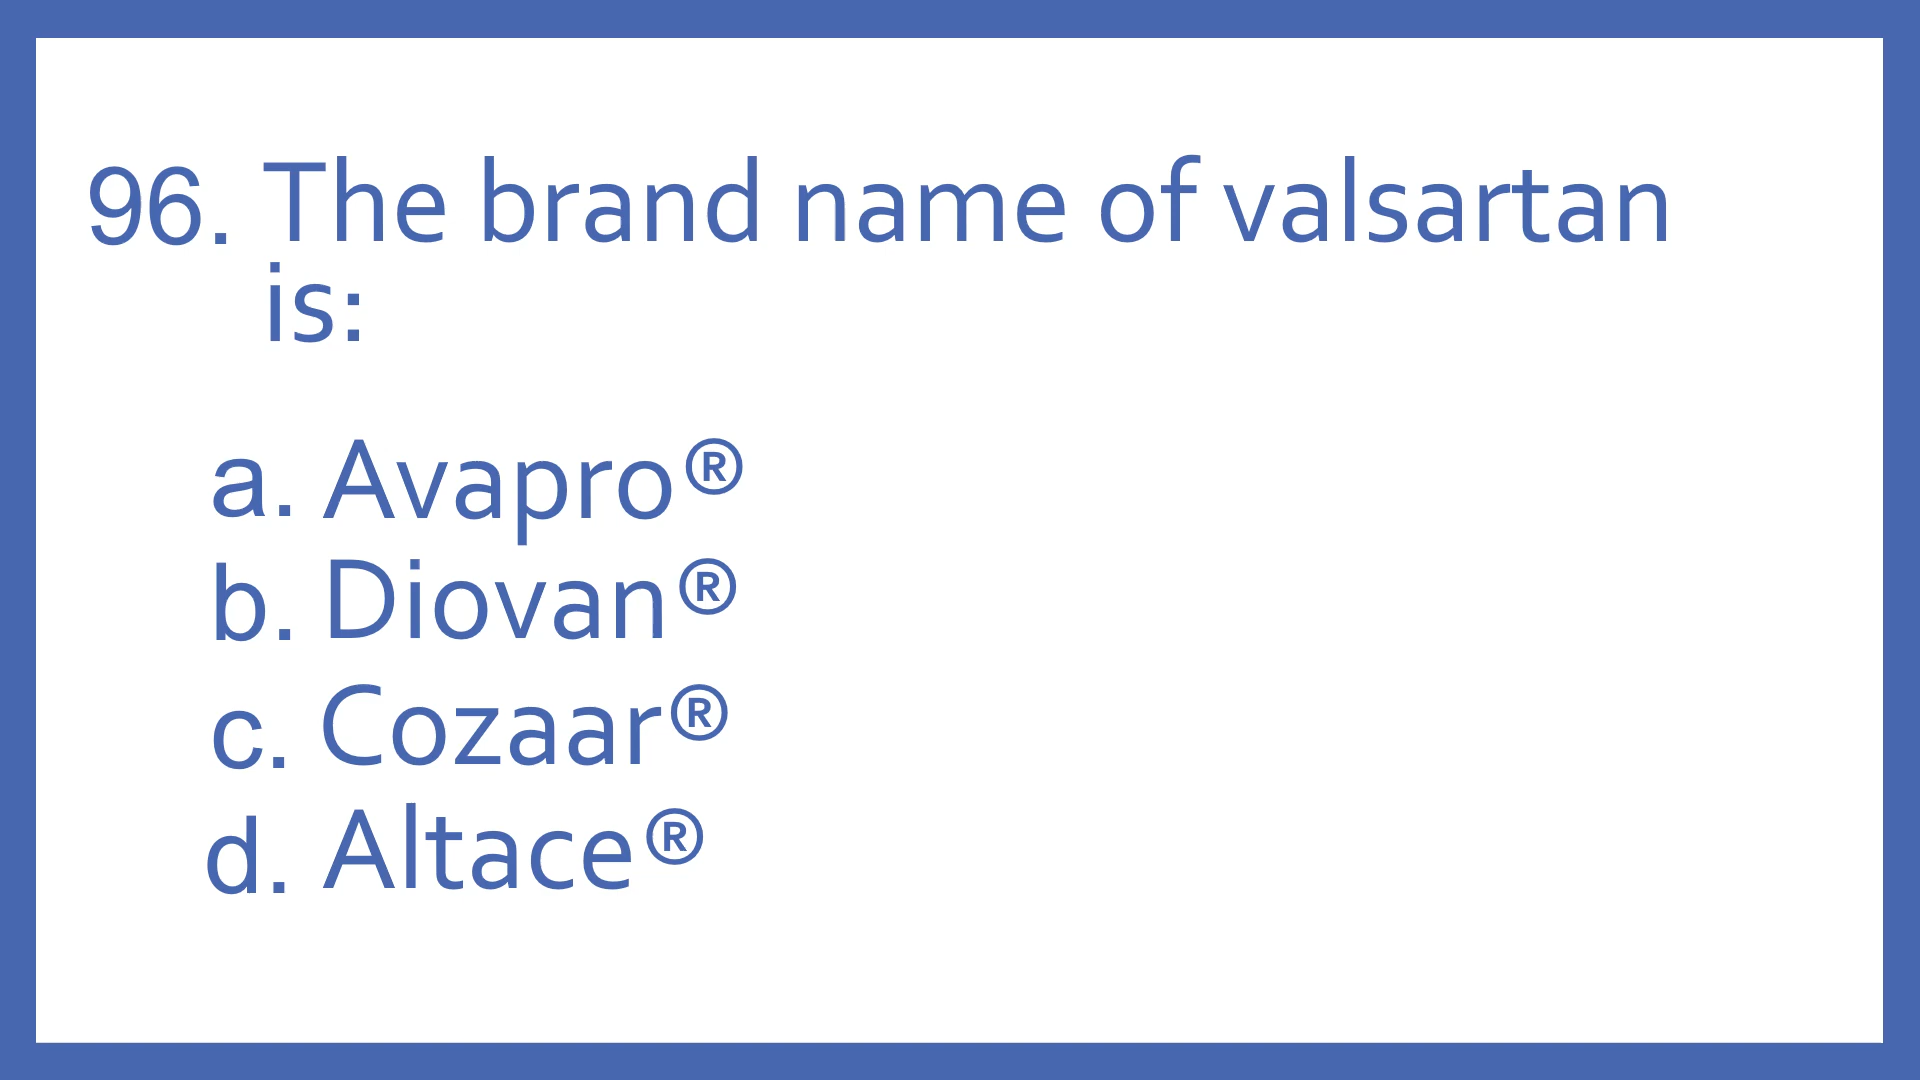 96. The brand name of valsartan
is:
a. Avapro®
b. Diovan®
c. Cozaar®
d. Altace®